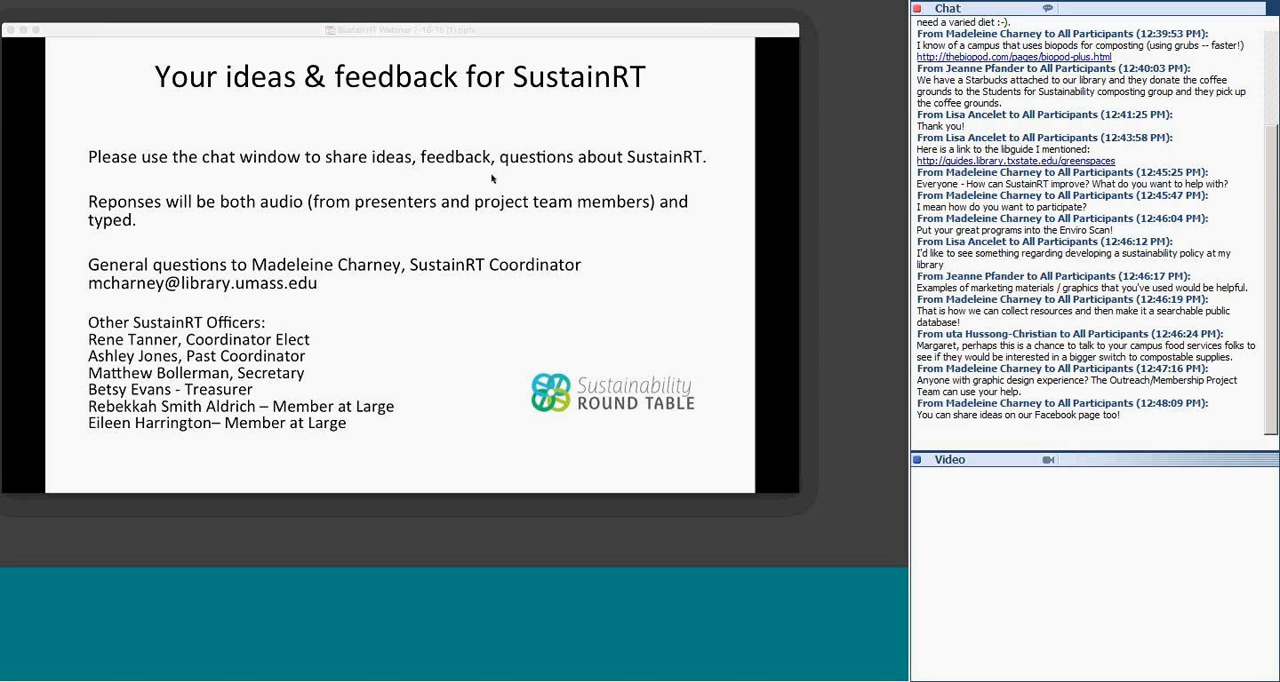 SustainRT Webinar 7-16-16 (1).pptx
Your ideas & feedback for SustainRT
Please use the chat window to share ideas, feedback, questions about SustainRT.
Reponses will be both audio (from presenters and project team members) and
typed.
General questions to Madeleine Charney, SustainRT Coordinator
mcharney@library.umass.edu
Other SustainRT Officers:
Rene Tanner, Coordinator Elect
Ashley Jones, Past Coordinator
Matthew Bollerman, Secretary
Betsy Evans - Treasurer
Rebekkah Smith Aldrich – Member at Large
Eileen Harrington– Member at Large
Sustainability
ROUND TABLE
Chat
need a varied diet :-).
From Madeleine Charney to All Participants (12:39:53 PM):
I know of a campus that uses biopods for composting (using grubs -- faster!)
http://thebiopod.com/pages/biopod-plus.html
From Jeanne Pfander to All Participants (12:40:03 PM):
We have a Starbucks attached to our library and they donate the coffee
grounds to the Students for Sustainability composting group and they pick up
the coffee grounds.
From Lisa Ancelet to All Participants (12:41:25 PM):
Thank you!
From Lisa Ancelet to All Participants (12:43:58 PM):
Here is a link to the libguide I mentioned:
http://guides.library.txstate.edu/greenspaces
From Madeleine Charney to All Participants (12:45:25 PM):
Everyone - How can SustainRT improve? What do you want to help with?
From Madeleine Charney to All Participants (12:45:47 PM):
I mean how do you want to participate?
From Madeleine Charney to All Participants (12:46:04 PM):
Put your great programs into the Enviro Scan!
From Lisa Ancelet to All Participants (12:46:12 PM):
I'd like to see something regarding developing a sustainability policy at my
library
From Jeanne Pfander to All Participants (12:46:17 PM):
Examples of marketing materials / graphics that you've used would be helpful.
From Madeleine Charney to All Participants (12:46:19 PM):
That is how we can collect resources and then make it a searchable public
database!
From uta Hussong-Christian to All Participants (12:46:24 PM):
Margaret, perhaps this is a chance to talk to your campus food services folks to
see if they would be interested in a bigger switch to compostable supplies.
From Madeleine Charney to All Participants (12:47:16 PM):
Anyone with graphic design experience? The Outreach/Membership Project
Team can use your help.
From Madeleine Charney to All Participants (12:48:09 PM):
You can share ideas on our Facebook page too!
Video